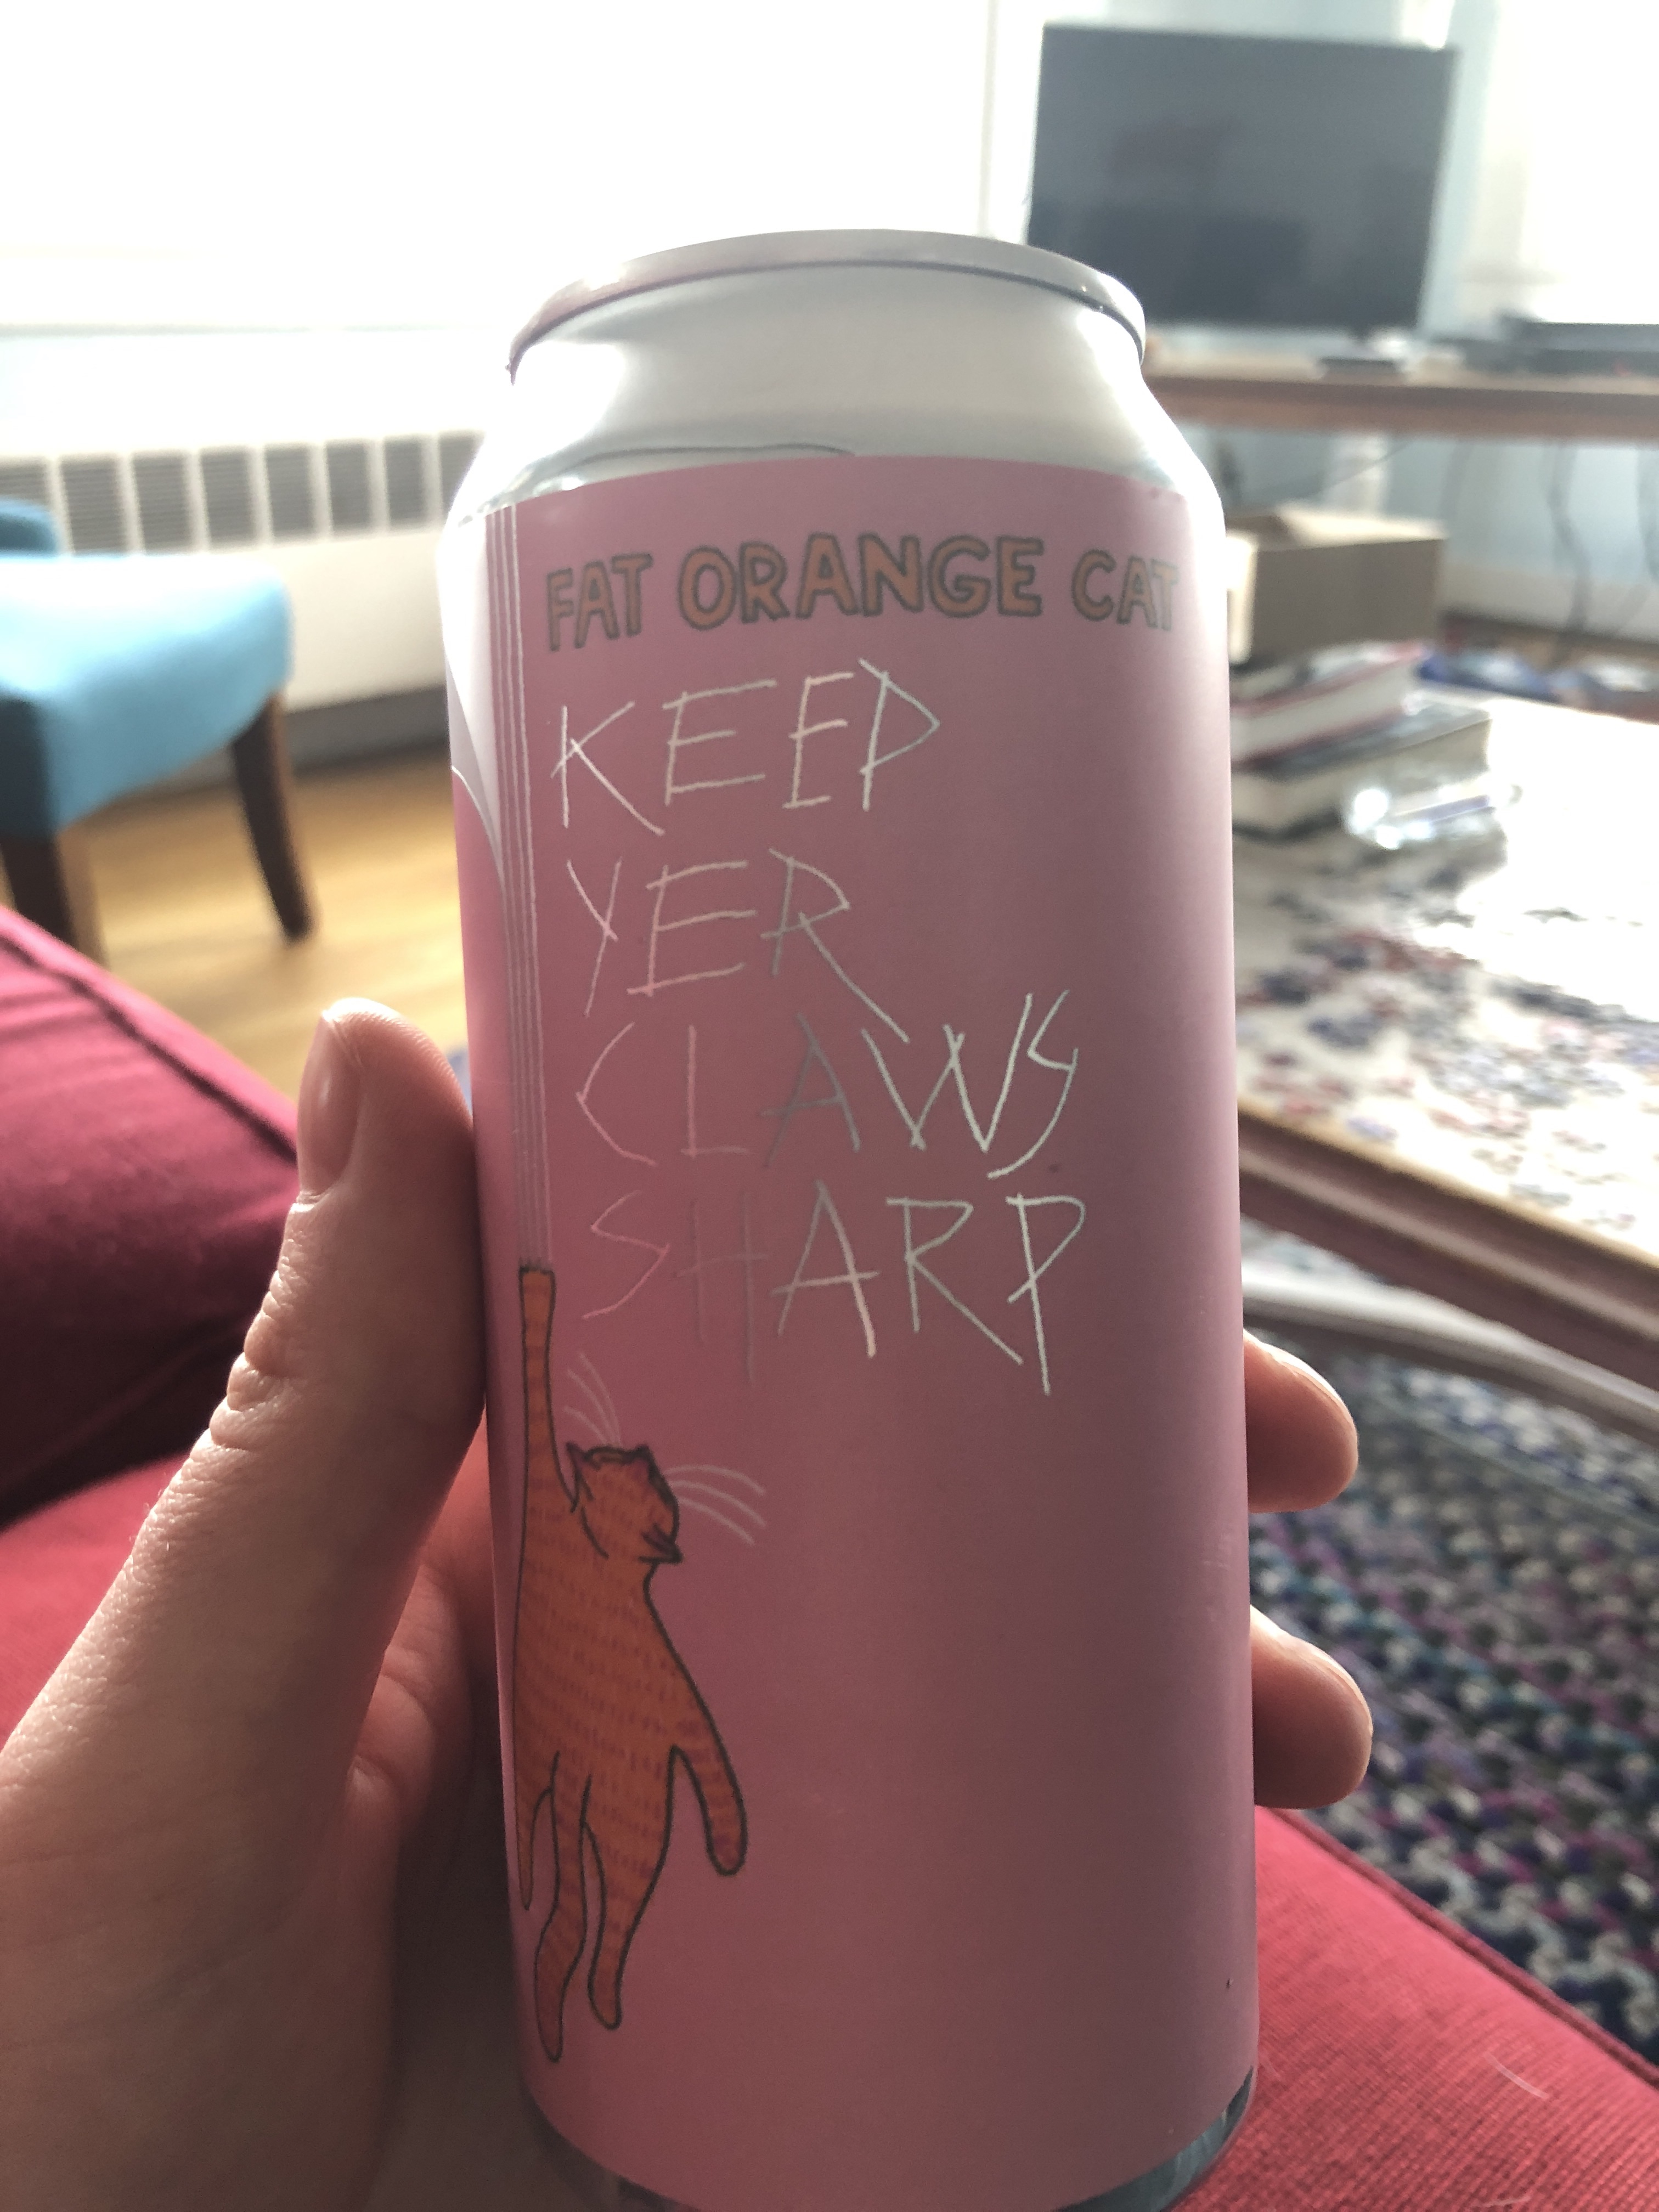 FAT ORANGE CAT
KEEP
YER
CLAWS
SHARP